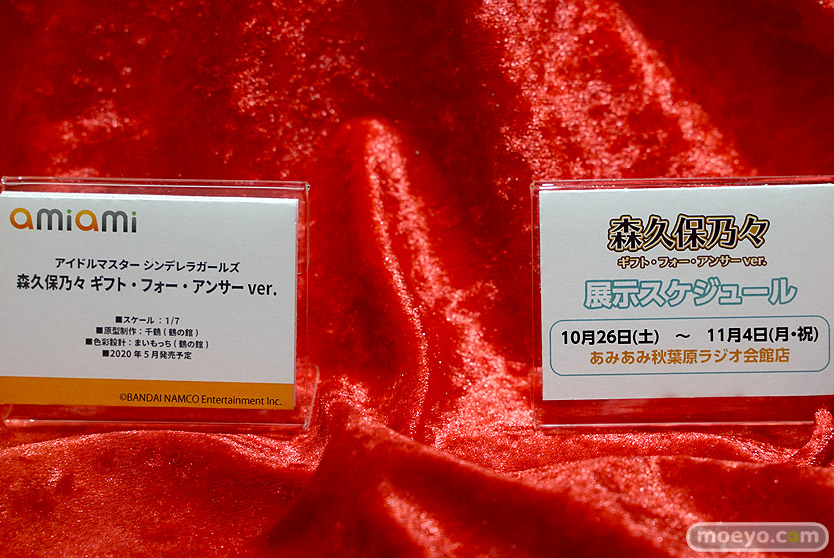 amiami
アイドルマスター シンデレラガールズ
森久保乃々 ギフト・フォー・アンサー ver.
■スケール：1/7
■原型制作：千鶴 ( 鶴の館 )
■色彩設計：まいもっち ( 鶴の館 )
■2020 年 5 月発売予定
©BANDAI NAMCO Entertainment Inc.
森久保乃々
ギフト・フォー・アンサー ver.
展示スケジュール
10月26日(土) ～ 11月4日(月・祝)
あみあみ秋葉原ラジオ会館店
moeyo.com